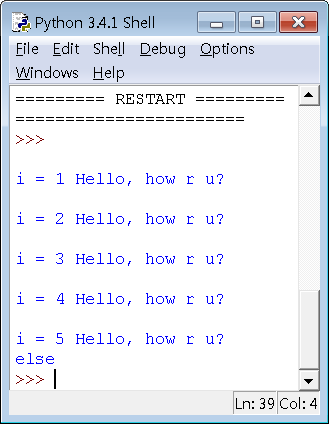 Python 3.4.1 Shell
File Edit Shell Debug Options
Windows Help
========= RESTART =========
=======================
>>>
i = 1 Hello, how r u?
i = 2 Hello, how r u?
i = 3 Hello, how r u?
i = 4 Hello, how r u?
i = 5 Hello, how r u?
else
>>>
Ln: 39 Col: 4